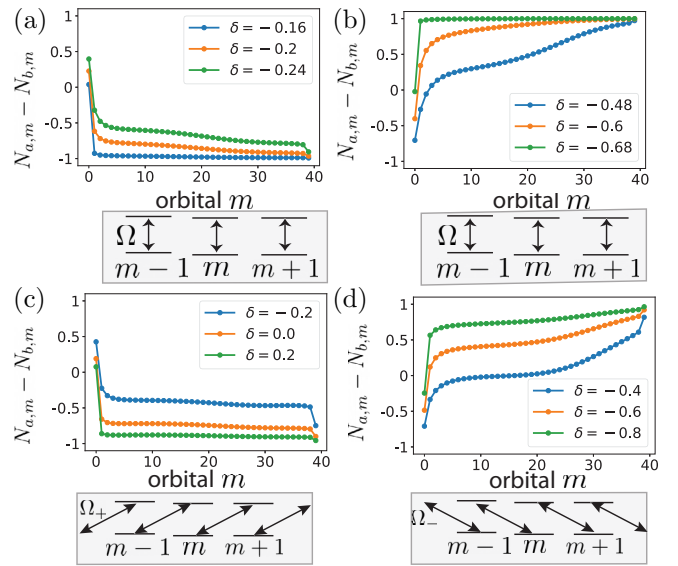 (a)
1
0.5
0
-0.5
-1
N_{a,m} − N_{b,m}
δ = −0.16
δ = −0.2
δ = −0.24
0 10 20 30 40
orbital m
Ω
m − 1 m m + 1
(b)
1
0.5
0
-0.5
-1
N_{a,m} − N_{b,m}
δ = −0.48
δ = −0.6
δ = −0.68
0 10 20 30 40
orbital m
Ω
m − 1 m m + 1
(c)
1
0.5
0
-0.5
-1
N_{a,m} − N_{b,m}
δ = −0.2
δ = 0.0
δ = 0.2
0 10 20 30 40
orbital m
Ω_+
m − 1 m m + 1
(d)
1
0.5
0
-0.5
-1
N_{a,m} − N_{b,m}
δ = −0.4
δ = −0.6
δ = −0.8
0 10 20 30 40
orbital m
Ω_−
m − 1 m m + 1